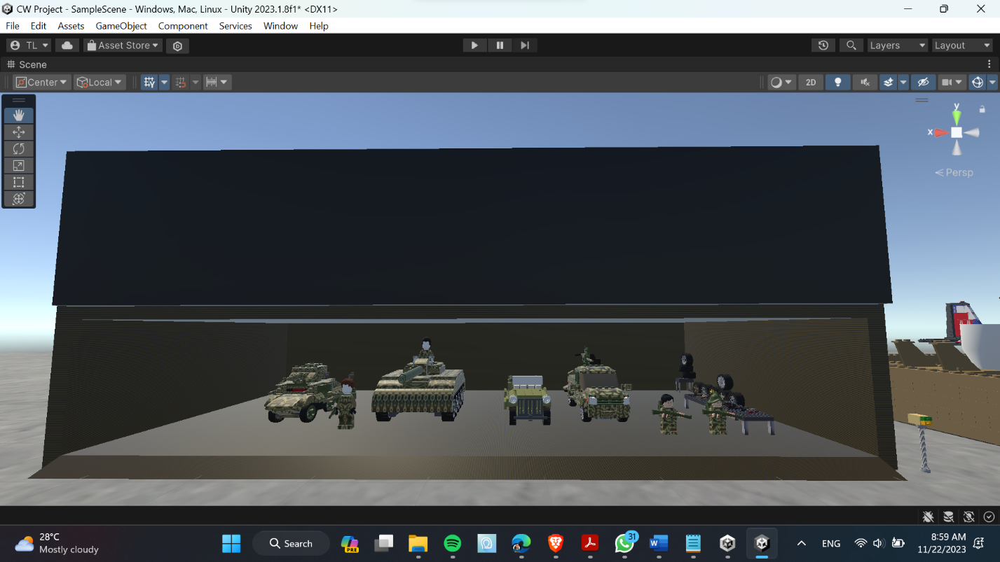 CW Project - SampleScene - Windows, Mac, Linux - Unity 2023.1.8f1* <DX11>
File Edit Assets GameObject Component Services Window Help
TL Asset Store Layers Layout
Scene
Center Local 2D
y
x
Persp
28°C
Mostly cloudy
Search
PRE
31
ENG
8:59 AM
11/22/2023